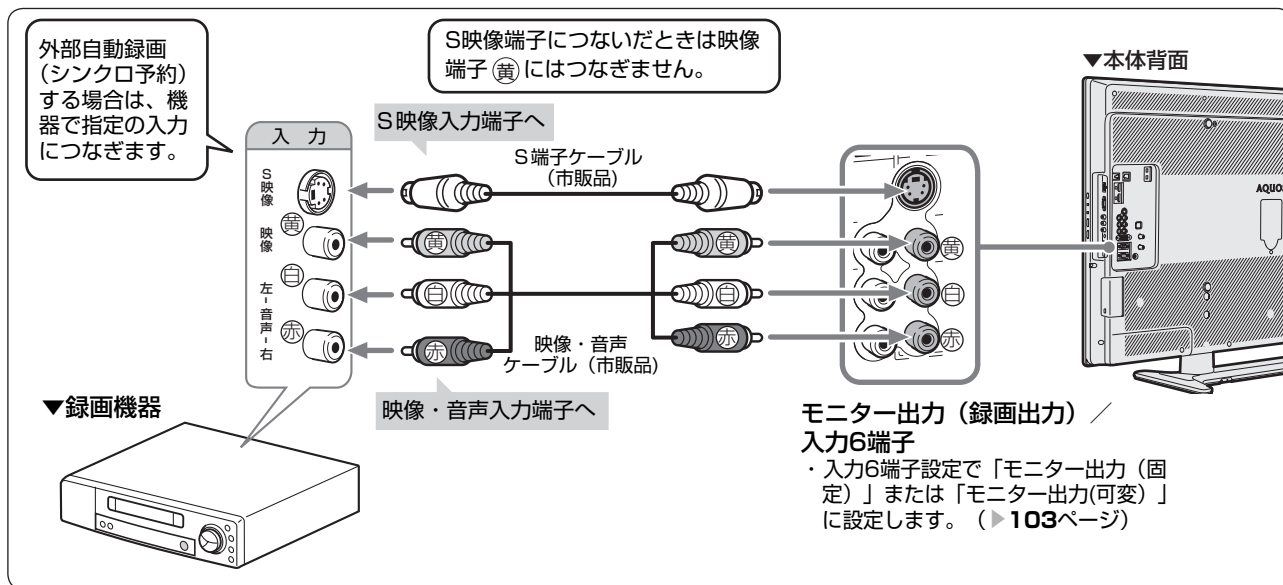 外部自動録画
（シンクロ予約）
する場合は、機
器で指定の入力
につなぎます。
S映像端子につないだときは映像
端子㊥にはつなぎません。
▼本体背面
入 力
S映像入力端子へ
S端子ケーブル
（市販品）
S映像
映像
黄
白
左-音声-右
赤
黄
白
赤
黄
白
赤
黄
白
赤
映像・音声
ケーブル（市販品）
映像・音声入力端子へ
▼録画機器
モニター出力（録画出力）／
入力6端子
・入力6端子設定で「モニター出力（固
定）」または「モニター出力(可変）」
に設定します。（▶103ページ）